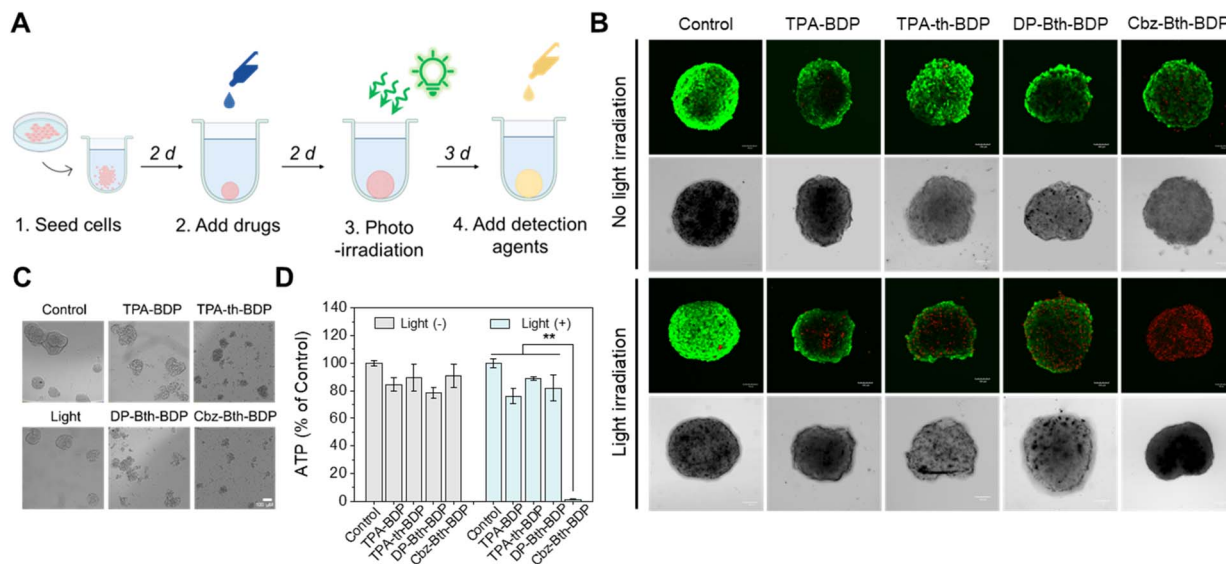 A
2 d
2 d
3 d
1. Seed cells
2. Add drugs
3. Photo
-irradiation
4. Add detection
agents
B
Control
TPA-BDP
TPA-th-BDP
DP-Bth-BDP
Cbz-Bth-BDP
No light irradiation
Light irradiation
C
Control
TPA-BDP
TPA-th-BDP
Light
DP-Bth-BDP
Cbz-Bth-BDP
D
ATP (% of Control)
140
120
100
80
60
40
20
0
Light (-)
Light (+)
**
Control
TPA-BDP
TPA-th-BDP
DP-Bth-BDP
Cbz-Bth-BDP
Control
TPA-BDP
TPA-th-BDP
DP-Bth-BDP
Cbz-Bth-BDP